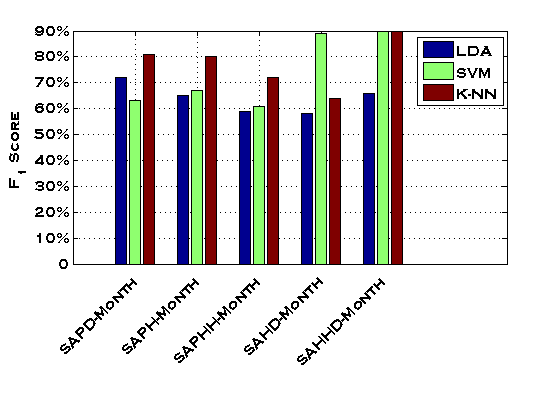 90%
80%
70%
60%
50%
40%
30%
20%
10%
0
F1 Score
LDA
SVM
K-NN
SAPD-Month
SAPH-Month
SAPHH-Month
SAHD-Month
SAHHD-Month